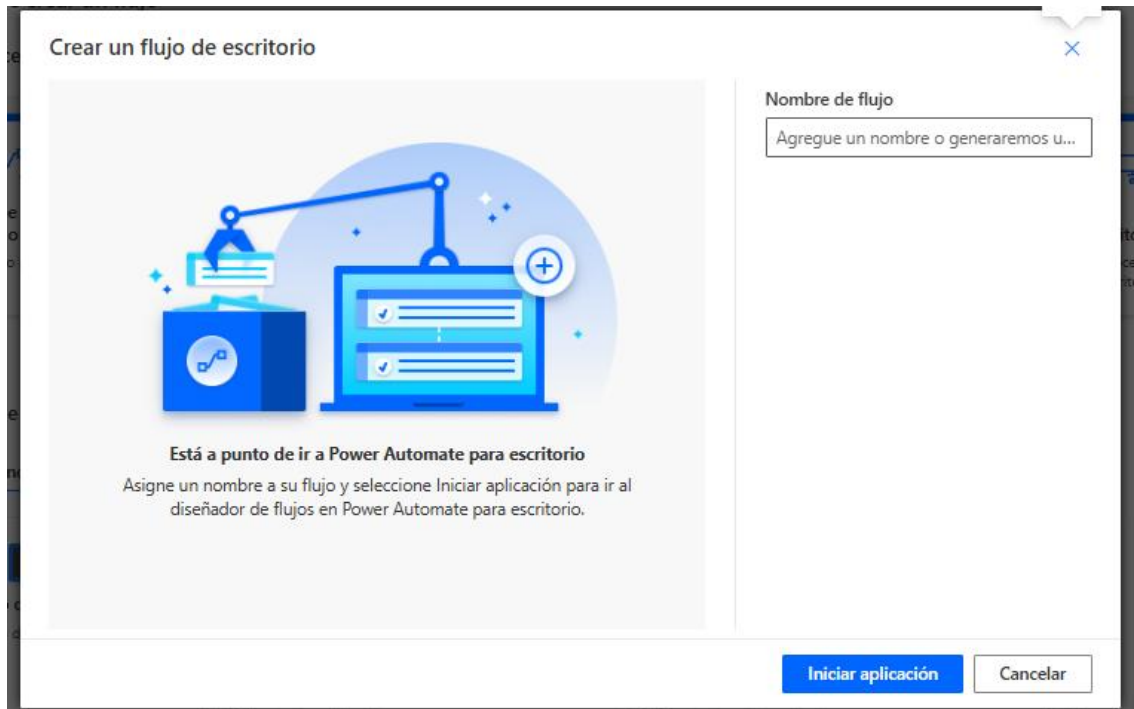 Crear un flujo de escritorio
Nombre de flujo
Agregue un nombre o generaremos u...
Está a punto de ir a Power Automate para escritorio
Asigne un nombre a su flujo y seleccione Iniciar aplicación para ir al
diseñador de flujos en Power Automate para escritorio.
Iniciar aplicación
Cancelar